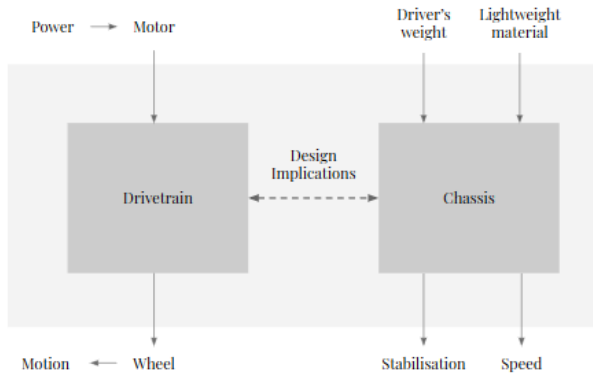 Power
Motor
Driver's
weight
Lightweight
material
Design
Implications
Drivetrain
Chassis
Motion
Wheel
Stabilisation
Speed